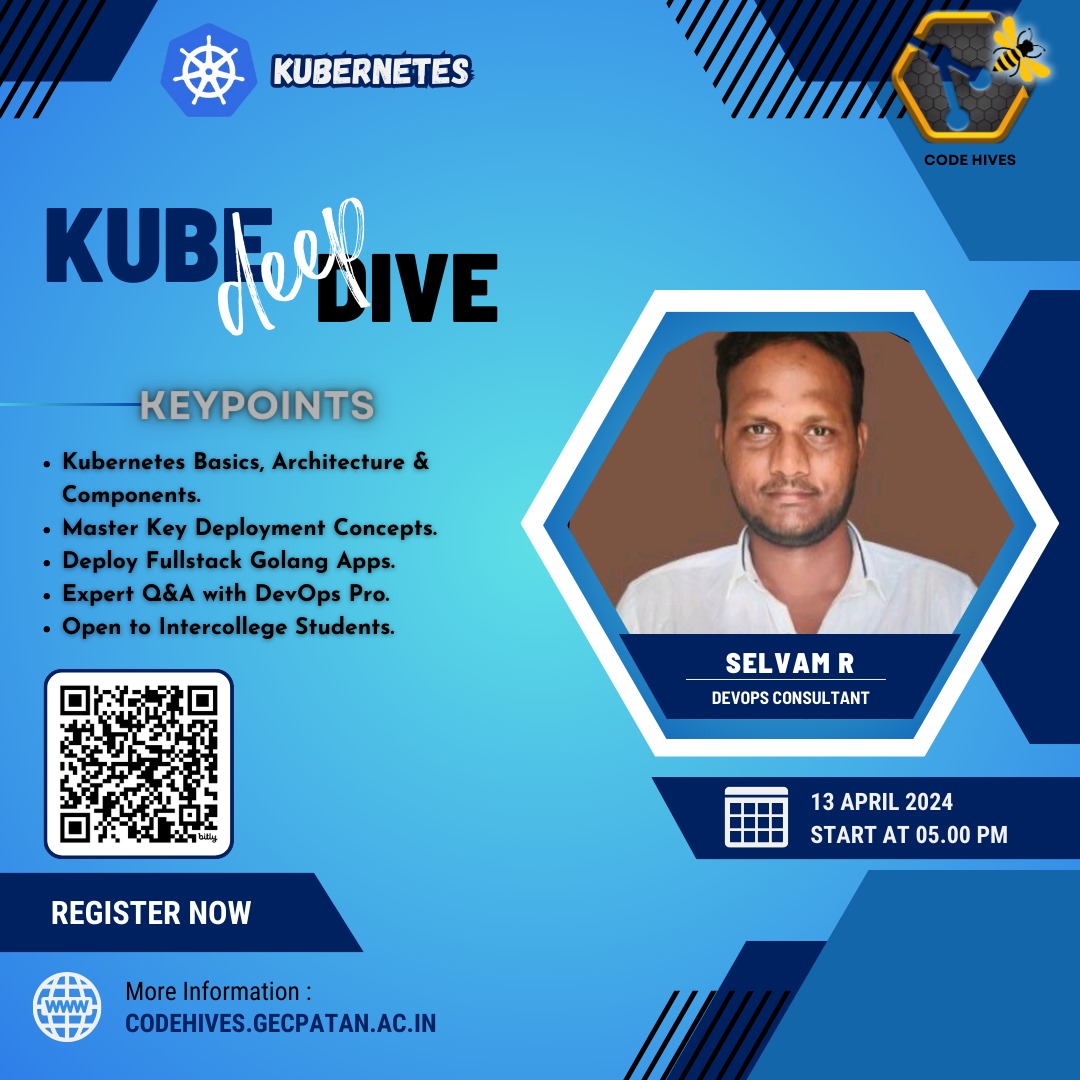 KUBERNETES
CODE HIVES
KUBE
deep
DIVE
KEYPOINTS
• Kubernetes Basics, Architecture &
Components.
• Master Key Deployment Concepts.
• Deploy Fullstack Golang Apps.
• Expert Q&A with DevOps Pro.
• Open to Intercollege Students.
SELVAM R
DEVOPS CONSULTANT
bitly
13 APRIL 2024
START AT 05.00 PM
REGISTER NOW
WWW
More Information :
CODEHIVES.GECPATAN.AC.IN